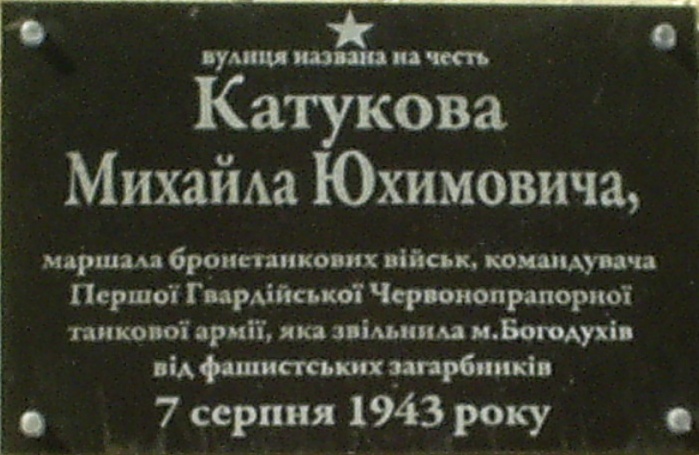 вулиця названа на честь
Катукова
Михайла Юхимовича,
маршала бронетанкових військ, командувача
Першої Гвардійської Червонопрапорної
танкової армії, яка звільнила м.Богодухів
від фашистських загарбників
7 серпня 1943 року